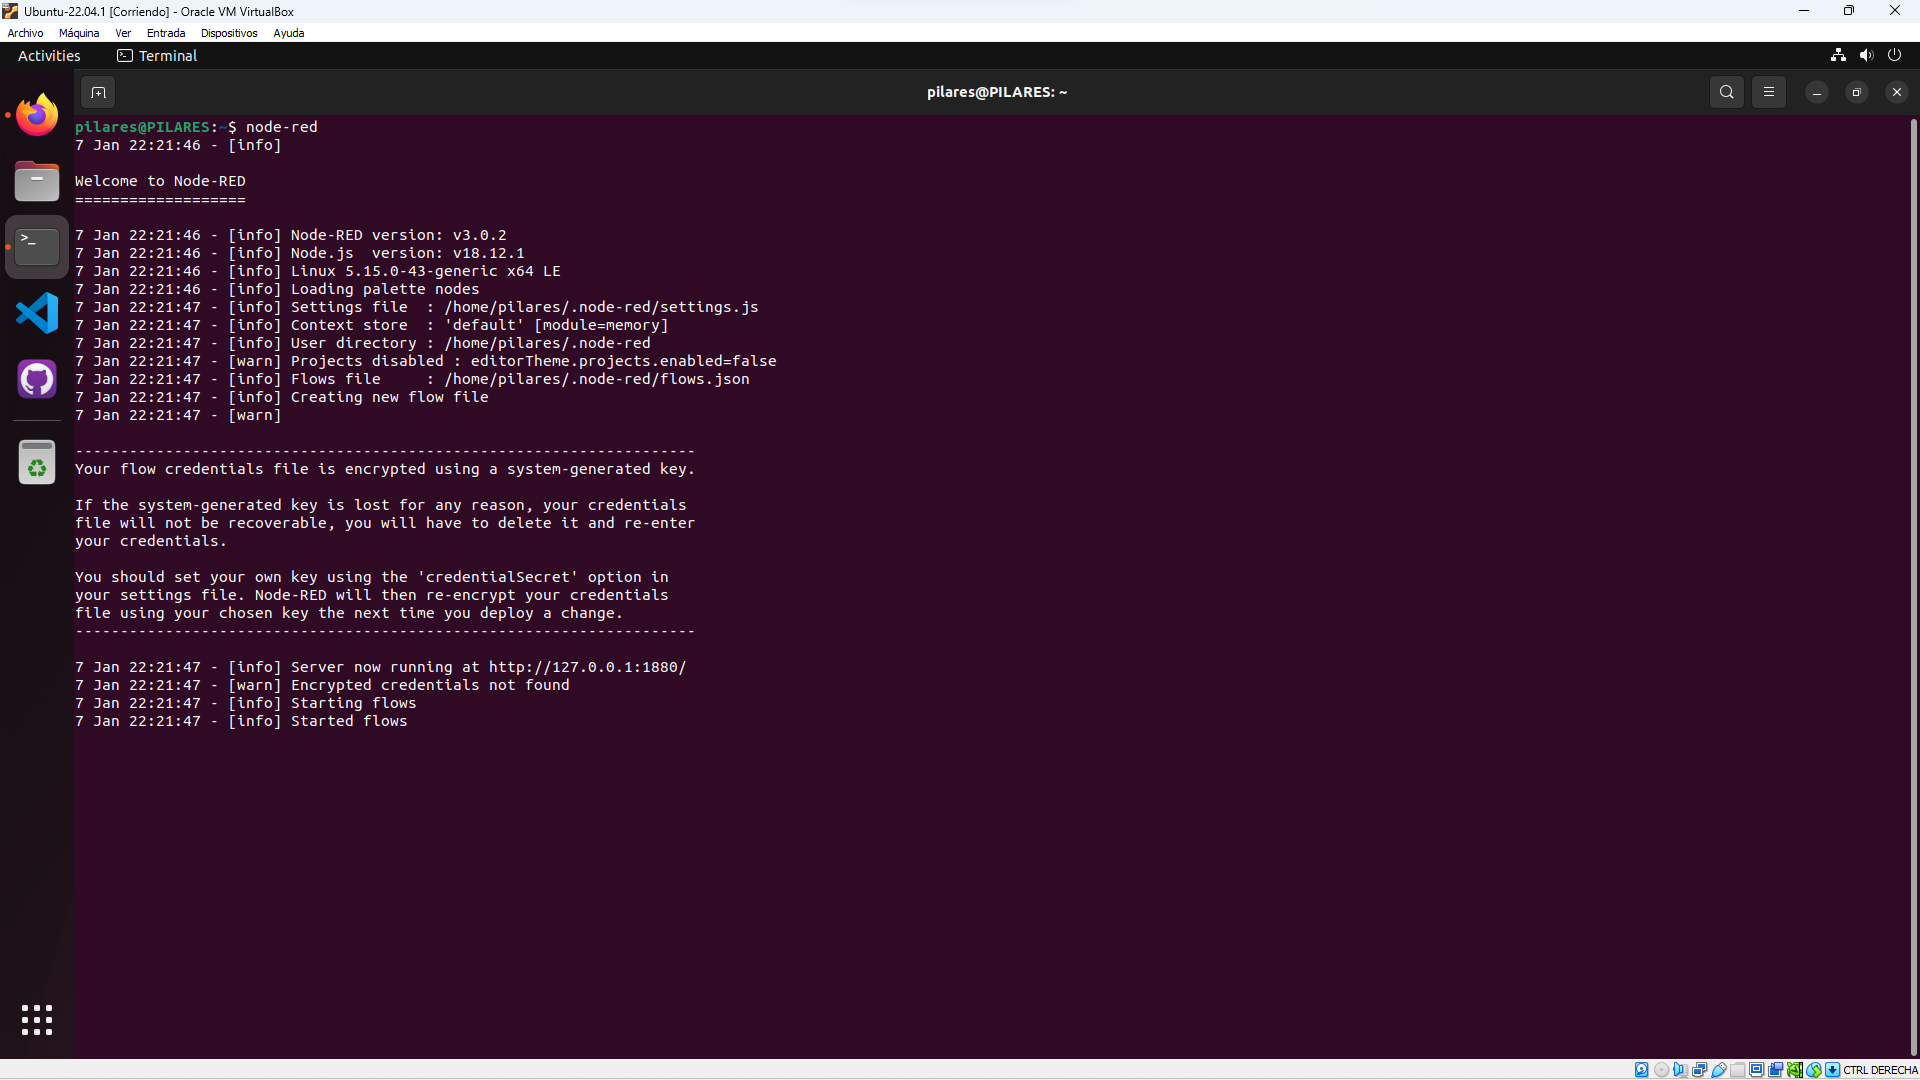 Ubuntu-22.04.1 [Corriendo] - Oracle VM VirtualBox
Archivo Máquina Ver Entrada Dispositivos Ayuda
Activities Terminal
pilares@PILARES: ~
pilares@PILARES:~$ node-red
7 Jan 22:21:46 - [info]
Welcome to Node-RED
===================
7 Jan 22:21:46 - [info] Node-RED version: v3.0.2
7 Jan 22:21:46 - [info] Node.js  version: v18.12.1
7 Jan 22:21:46 - [info] Linux 5.15.0-43-generic x64 LE
7 Jan 22:21:46 - [info] Loading palette nodes
7 Jan 22:21:47 - [info] Settings file  : /home/pilares/.node-red/settings.js
7 Jan 22:21:47 - [info] Context store  : 'default' [module=memory]
7 Jan 22:21:47 - [info] User directory : /home/pilares/.node-red
7 Jan 22:21:47 - [warn] Projects disabled : editorTheme.projects.enabled=false
7 Jan 22:21:47 - [info] Flows file     : /home/pilares/.node-red/flows.json
7 Jan 22:21:47 - [info] Creating new flow file
7 Jan 22:21:47 - [warn]
---------------------------------------------------------------------
Your flow credentials file is encrypted using a system-generated key.
If the system-generated key is lost for any reason, your credentials
file will not be recoverable, you will have to delete it and re-enter
your credentials.
You should set your own key using the 'credentialSecret' option in
your settings file. Node-RED will then re-encrypt your credentials
file using your chosen key the next time you deploy a change.
---------------------------------------------------------------------
7 Jan 22:21:47 - [info] Server now running at http://127.0.0.1:1880/
7 Jan 22:21:47 - [warn] Encrypted credentials not found
7 Jan 22:21:47 - [info] Starting flows
7 Jan 22:21:47 - [info] Started flows
CTRL DERECHA